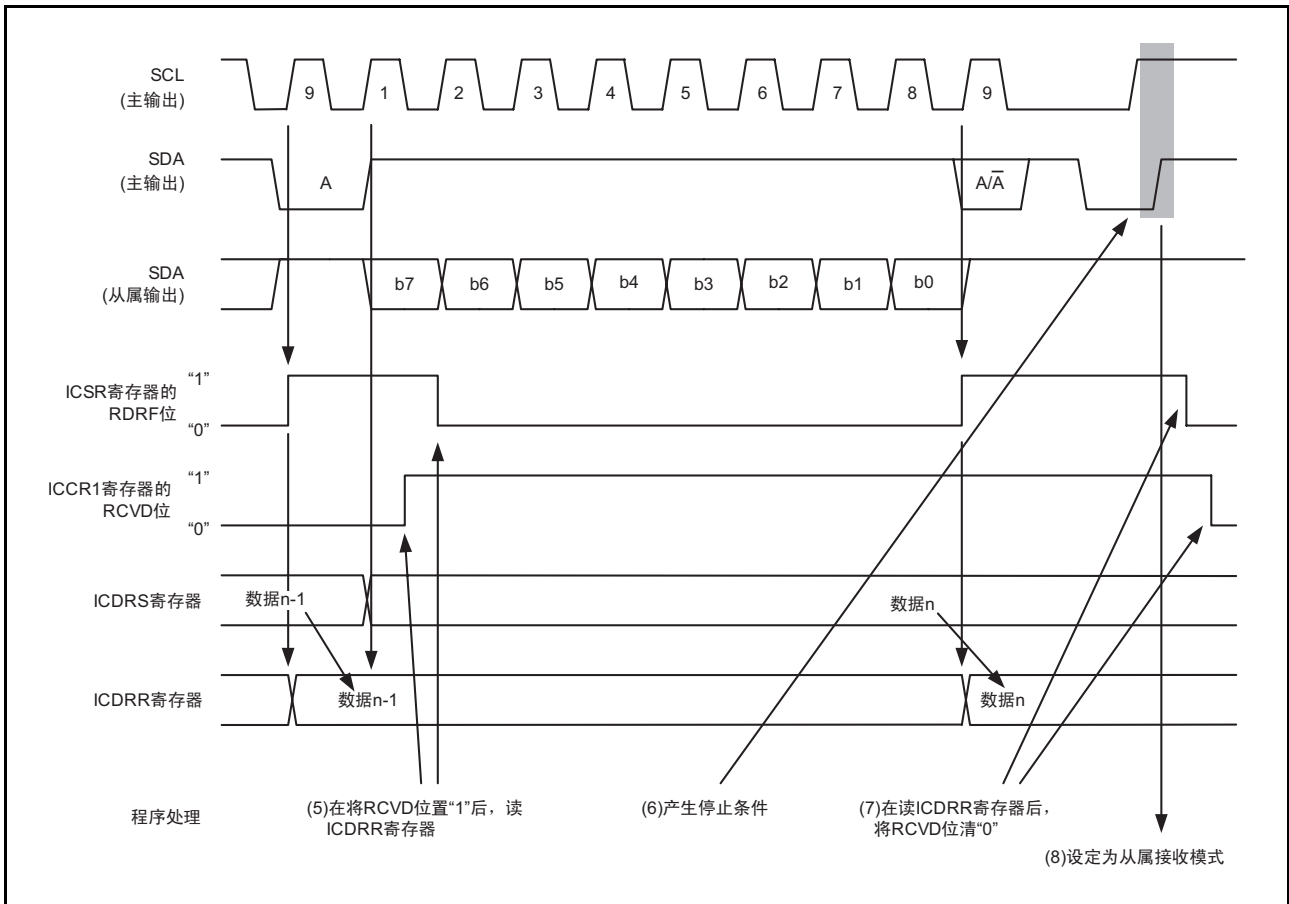 SCL
(主输出)
9 1 2 3 4 5 6 7 8 9
SDA
(主输出)
A
A/A̅
SDA
(从属输出)
b7 b6 b5 b4 b3 b2 b1 b0
ICSR寄存器的
RDRF位
“1”
“0”
ICCR1寄存器的
RCVD位
“1”
“0”
ICDRS寄存器
数据n-1
数据n
ICDRR寄存器
数据n-1
数据n
程序处理
(5)在将RCVD位置“1”后，读
ICDRR寄存器
(6)产生停止条件
(7)在读ICDRR寄存器后，
将RCVD位清“0”
(8)设定为从属接收模式